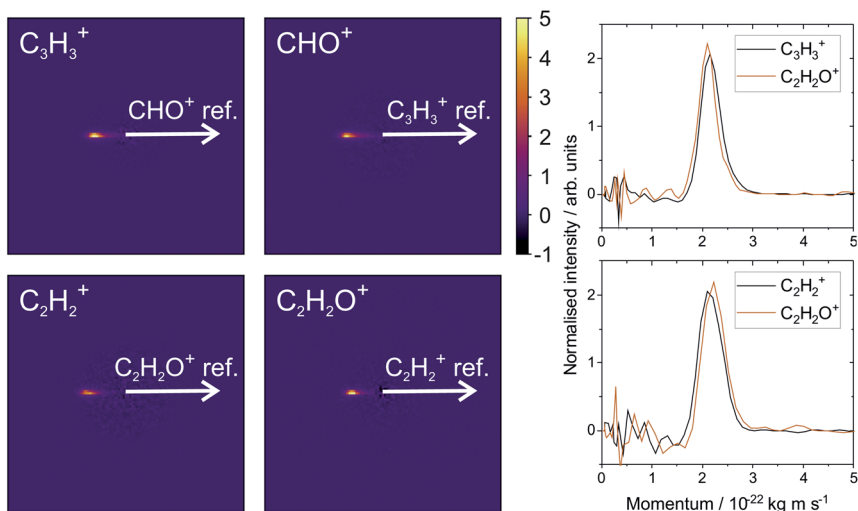 C₃H₃⁺
CHO⁺ ref.
CHO⁺
C₃H₃⁺ ref.
5
4
3
2
1
0
-1
C₂H₂⁺
C₂H₂O⁺ ref.
C₂H₂O⁺
C₂H₂⁺ ref.
Normalised intensity / arb. units
2
1
0
C₃H₃⁺
C₂H₂O⁺
0 1 2 3 4 5
2
1
0
C₂H₂⁺
C₂H₂O⁺
0 1 2 3 4 5
Momentum / 10⁻²² kg m s⁻¹